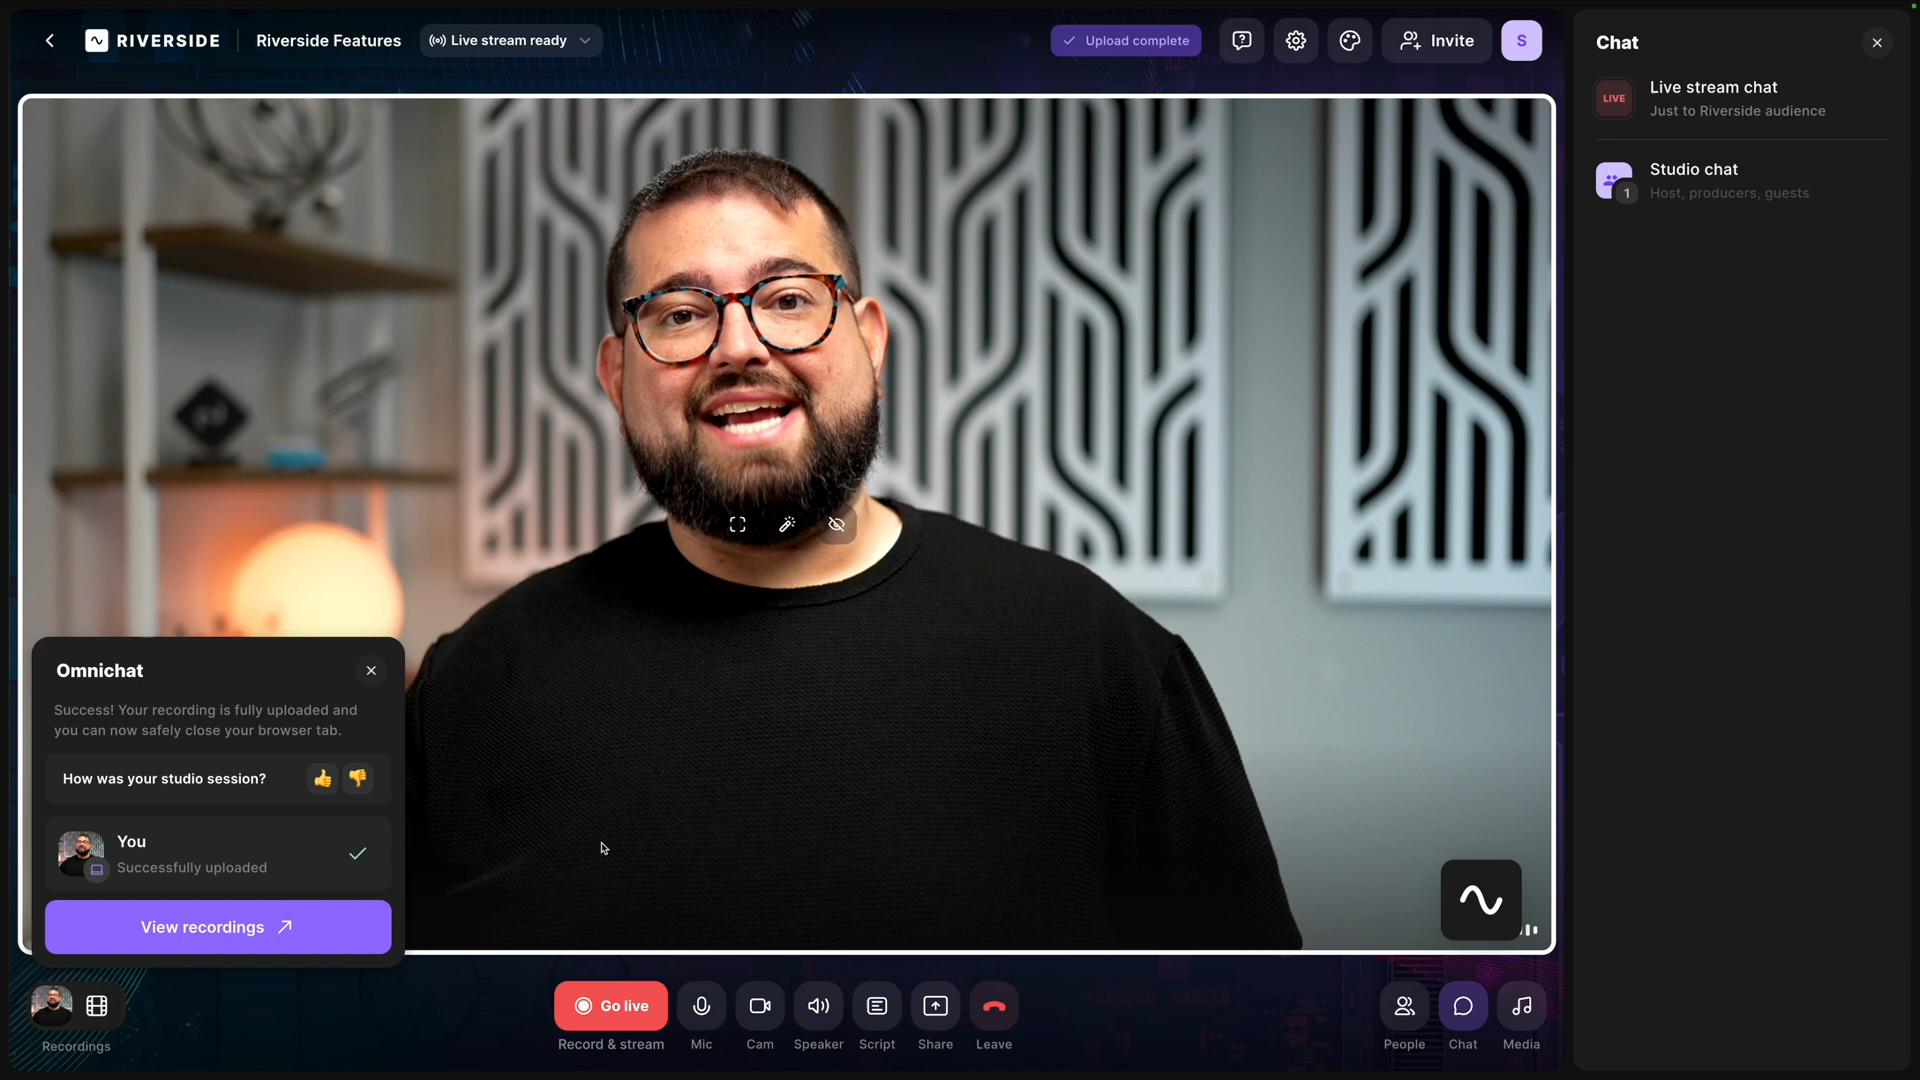 RIVERSIDE
Riverside Features
Live stream ready
Upload complete
Invite
S
Chat
LIVE
Live stream chat
Just to Riverside audience
1
Studio chat
Host, producers, guests
Omnichat
Success! Your recording is fully uploaded and
you can now safely close your browser tab.
How was your studio session?
You
Successfully uploaded
View recordings
Recordings
Go live
Record & stream
Mic
Cam
Speaker
Script
Share
Leave
People
Chat
Media